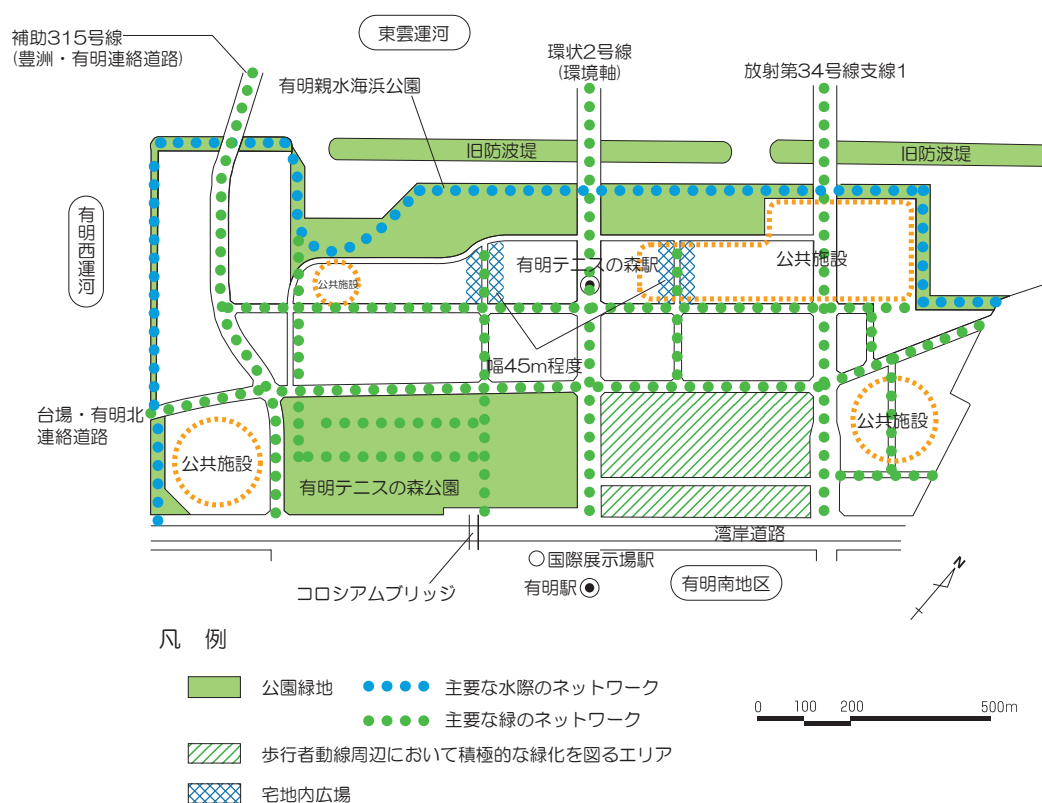 補助315号線
(豊洲・有明連絡道路)
東雲運河
環状2号線
(環境軸)
放射第34号線支線1
有明親水海浜公園
旧防波堤
旧防波堤
有明西運河
有明テニスの森駅
公共施設
公共施設
幅45m程度
台場・有明北
連絡道路
公共施設
公共施設
有明テニスの森公園
湾岸道路
国際展示場駅
有明駅
有明南地区
コロシアムブリッジ
N
凡 例
公園緑地
主要な水際のネットワーク
主要な緑のネットワーク
歩行者動線周辺において積極的な緑化を図るエリア
宅地内広場
0 100 200 500m